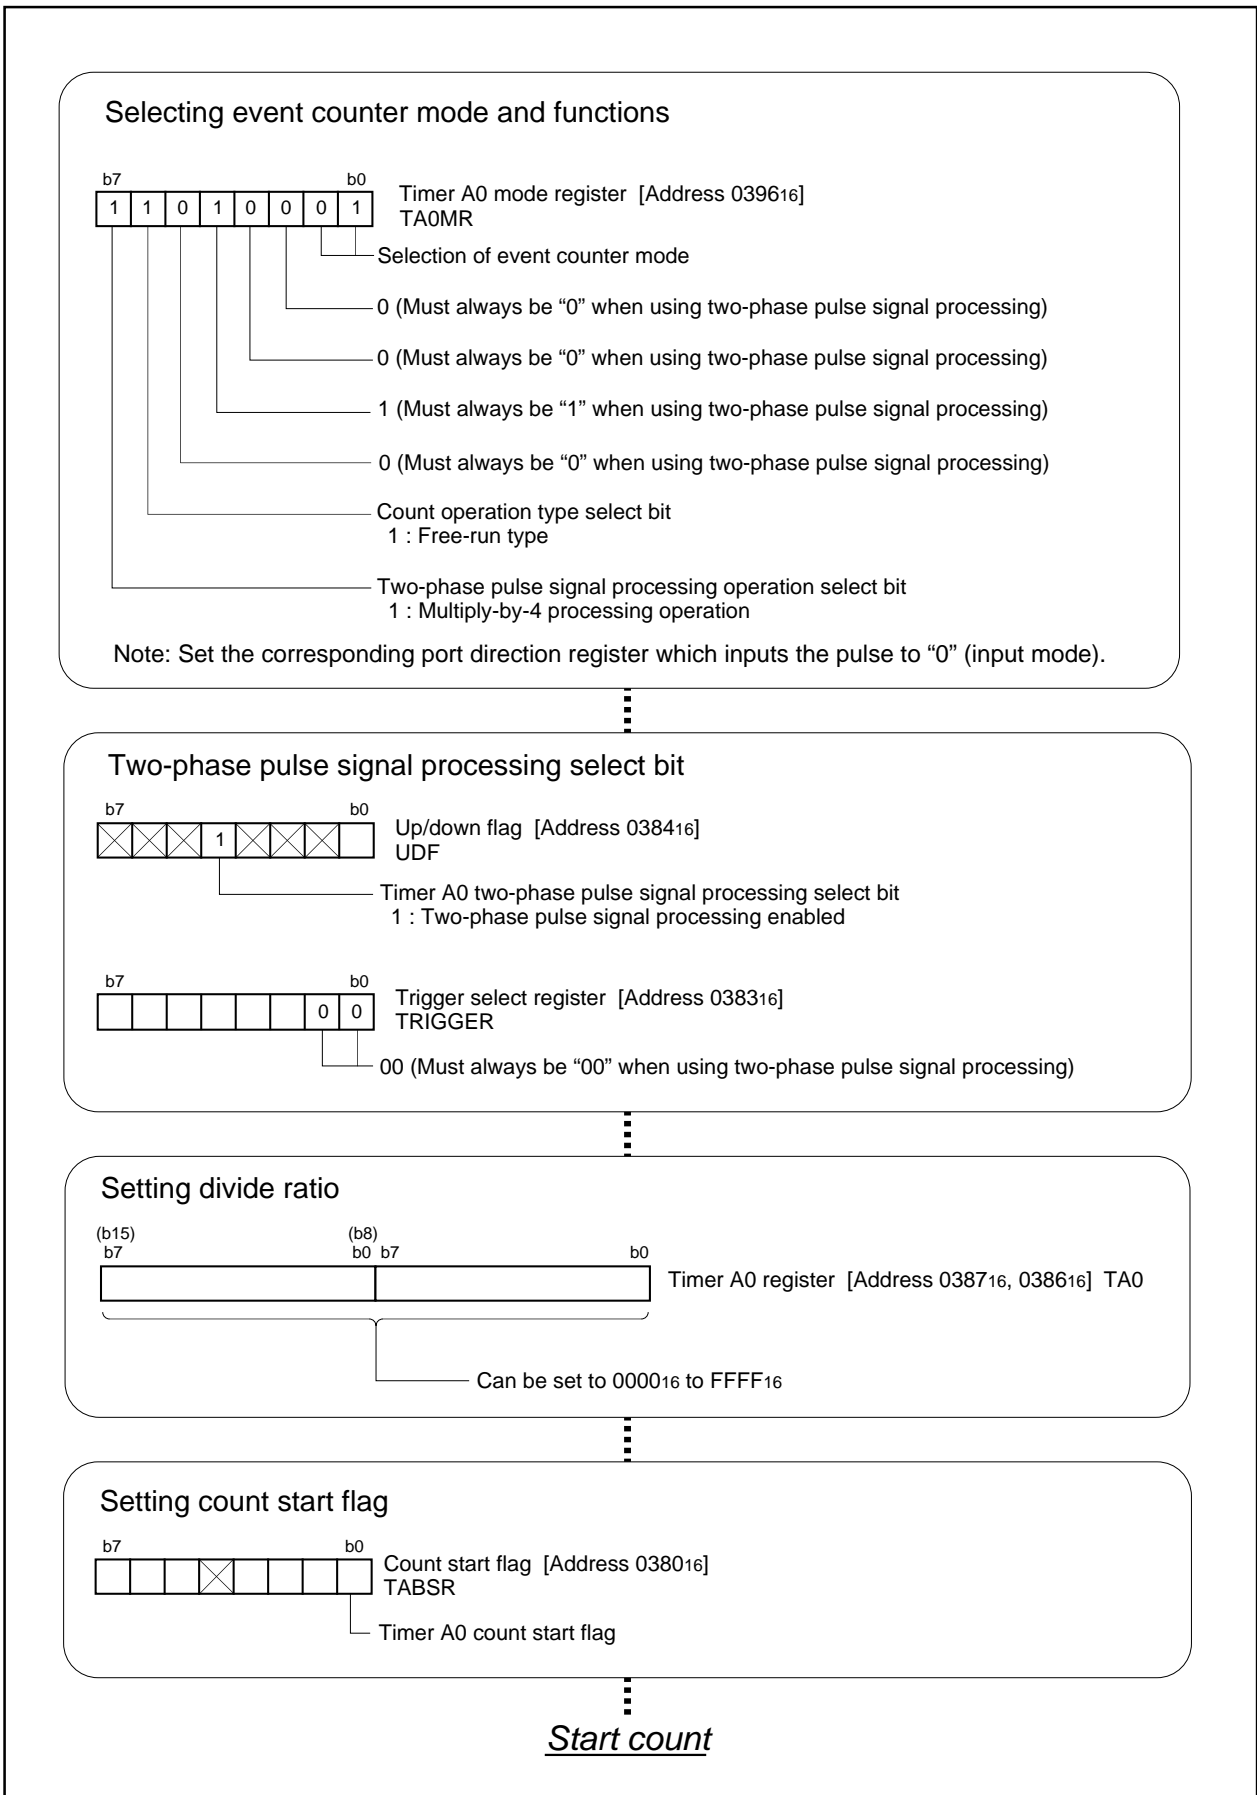 Selecting event counter mode and functions
b7 b0
1 1 0 1 0 0 0 1
Timer A0 mode register [Address 039616]
TA0MR
Selection of event counter mode
0 (Must always be “0” when using two-phase pulse signal processing)
0 (Must always be “0” when using two-phase pulse signal processing)
1 (Must always be “1” when using two-phase pulse signal processing)
0 (Must always be “0” when using two-phase pulse signal processing)
Count operation type select bit
1 : Free-run type
Two-phase pulse signal processing operation select bit
1 : Multiply-by-4 processing operation
Note: Set the corresponding port direction register which inputs the pulse to “0” (input mode).
Two-phase pulse signal processing select bit
b7 b0
1
Up/down flag [Address 038416]
UDF
Timer A0 two-phase pulse signal processing select bit
1 : Two-phase pulse signal processing enabled
b7 b0
0 0
Trigger select register [Address 038316]
TRIGGER
00 (Must always be “00” when using two-phase pulse signal processing)
Setting divide ratio
(b15) (b8)
b7 b0 b7 b0
Timer A0 register [Address 038716, 038616] TA0
Can be set to 000016 to FFFF16
Setting count start flag
b7 b0
Count start flag [Address 038016]
TABSR
Timer A0 count start flag
Start count